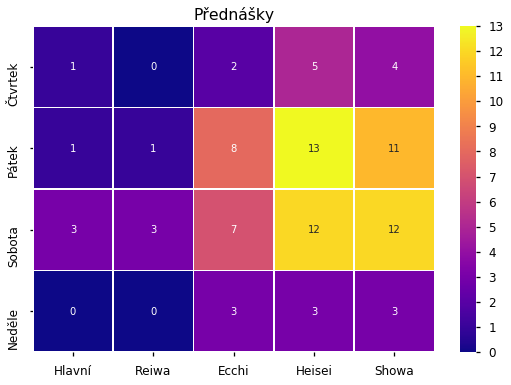 Přednášky
Čtvrtek 1 0 2 5 4
Pátek 1 1 8 13 11
Sobota 3 3 7 12 12
Neděle 0 0 3 3 3
Hlavní Reiwa Ecchi Heisei Showa
13
12
11
10
9
8
7
6
5
4
3
2
1
0